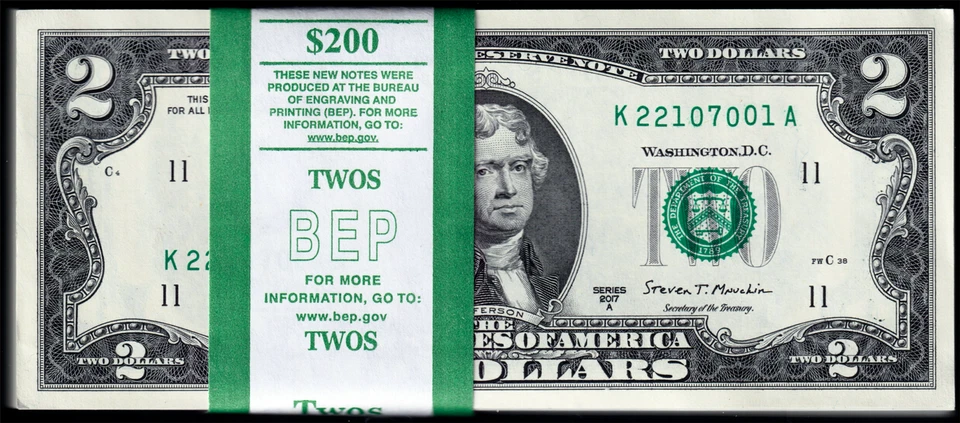 2
TWO
THIS
FOR ALL
C4
11
K 22
11
TWO DOLLARS
2
$200
THESE NEW NOTES WERE
PRODUCED AT THE BUREAU
OF ENGRAVING AND
PRINTING (BEP). FOR MORE
INFORMATION, GO TO:
www.bep.gov.
TWOS
BEP
FOR MORE
INFORMATION, GO TO:
www.bep.gov
TWOS
TWOS
ESERVE NOTE
TWO DOLLARS
2
K 22107001 A
WASHINGTON, D.C.
11
TWO
THE DEPARTMENT OF THE TREASURY
1789
FW C 38
SERIES
2017
A
Steven T. Mnuchin
Secretary of the Treasury.
11
FERSON
THE
ES OF AMERICA
OLLARS
TWO DOLLARS
2